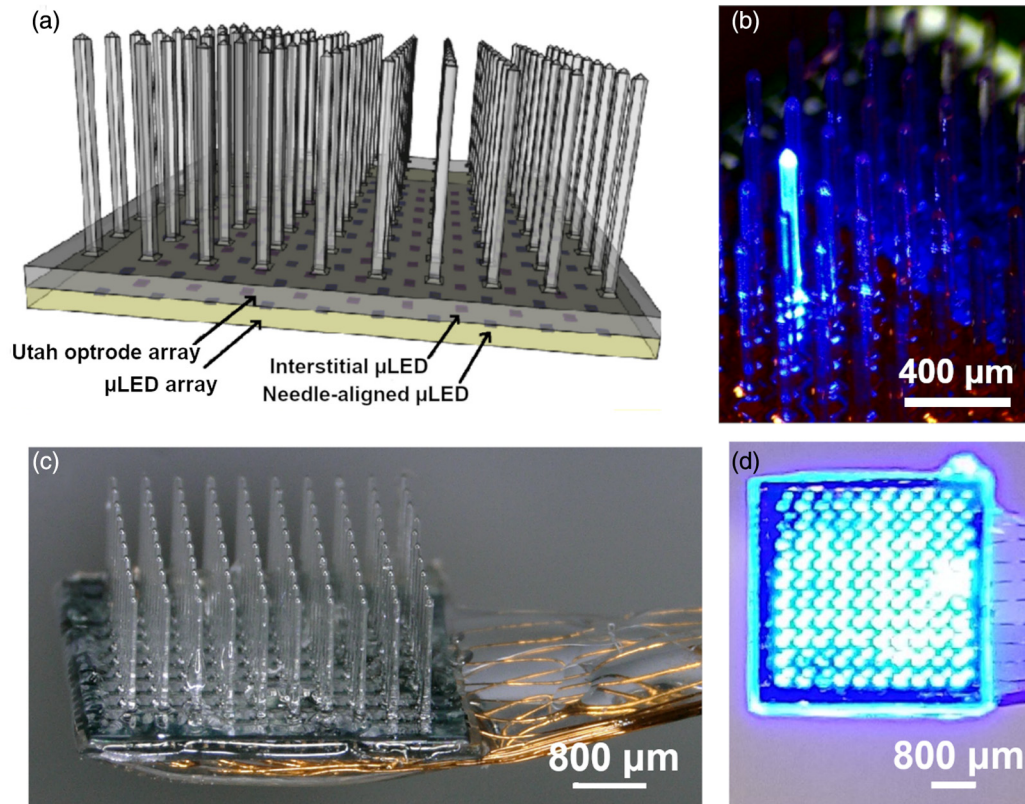 (a)
Utah optrode array
μLED array
Interstitial μLED
Needle-aligned μLED
(b)
400 μm
(c)
800 μm
(d)
800 μm